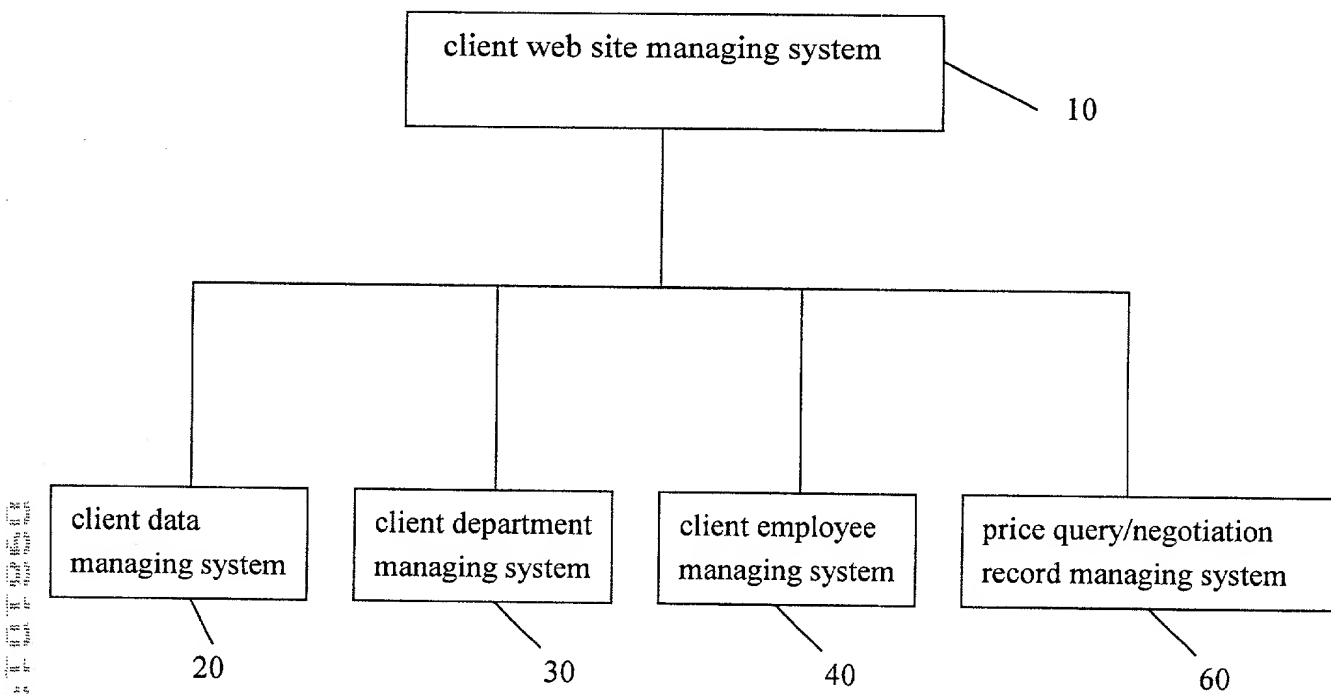 client web site managing system
10
client data
managing system
client department
managing system
client employee
managing system
price query/negotiation
record managing system
20
30
40
60